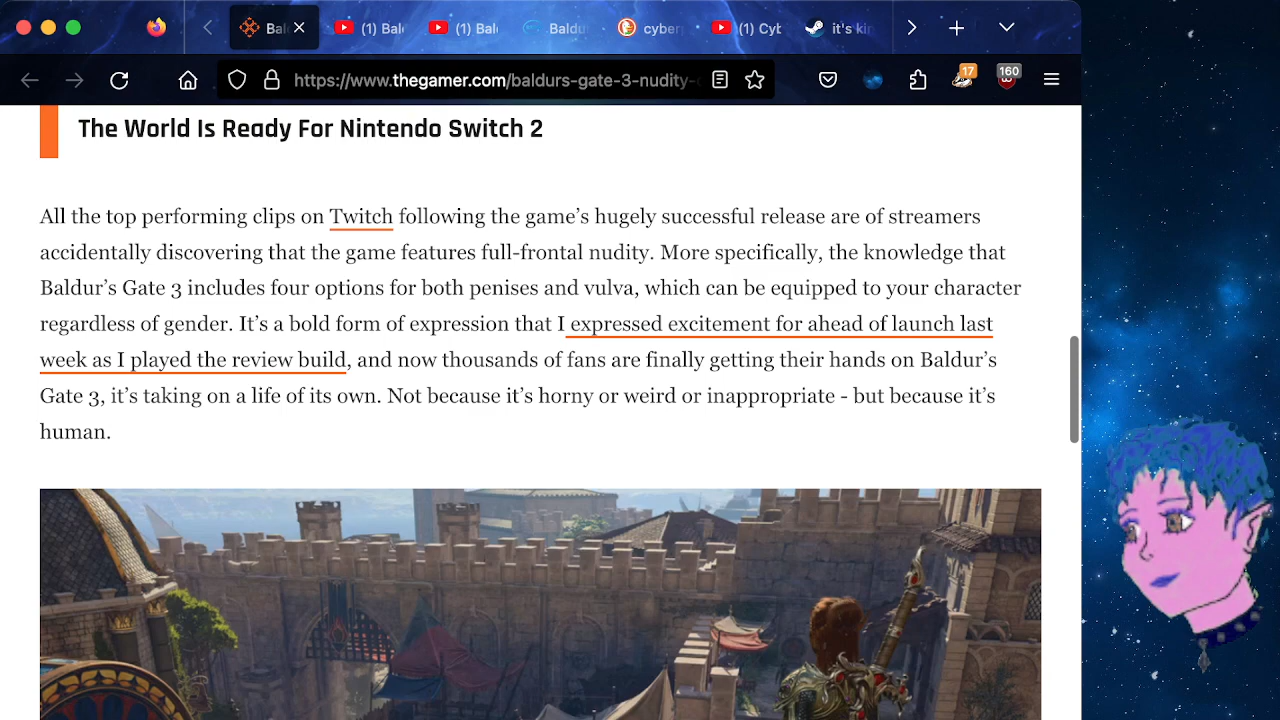 Bal
(1) Bal
(1) Bal
Baldu
cyber
(1) Cyb
it's kin
https://www.thegamer.com/baldurs-gate-3-nudity-
17
160
The World Is Ready For Nintendo Switch 2
All the top performing clips on Twitch following the game's hugely successful release are of streamers
accidentally discovering that the game features full-frontal nudity. More specifically, the knowledge that
Baldur's Gate 3 includes four options for both penises and vulva, which can be equipped to your character
regardless of gender. It's a bold form of expression that I expressed excitement for ahead of launch last
week as I played the review build, and now thousands of fans are finally getting their hands on Baldur's
Gate 3, it's taking on a life of its own. Not because it's horny or weird or inappropriate - but because it's
human.